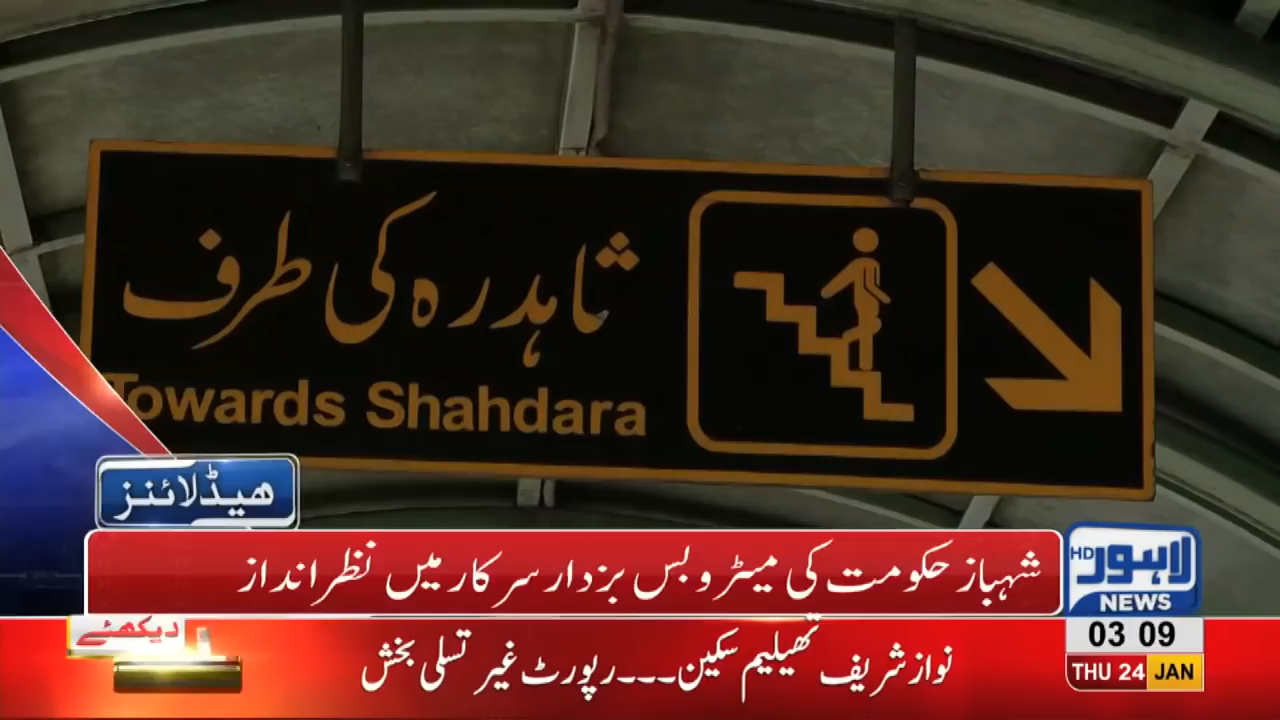 شاہدرہ کی طرف
Towards Shahdara
ھیڈلائنز
شہباز حکومت کی میٹرو بس بزدار سرکار میں نظر انداز
HD
لاہور
NEWS
03 09
THU 24 JAN
دیکھئے
نواز شریف تھیلیم سکین۔۔۔رپورٹ غیر تسلی بخش